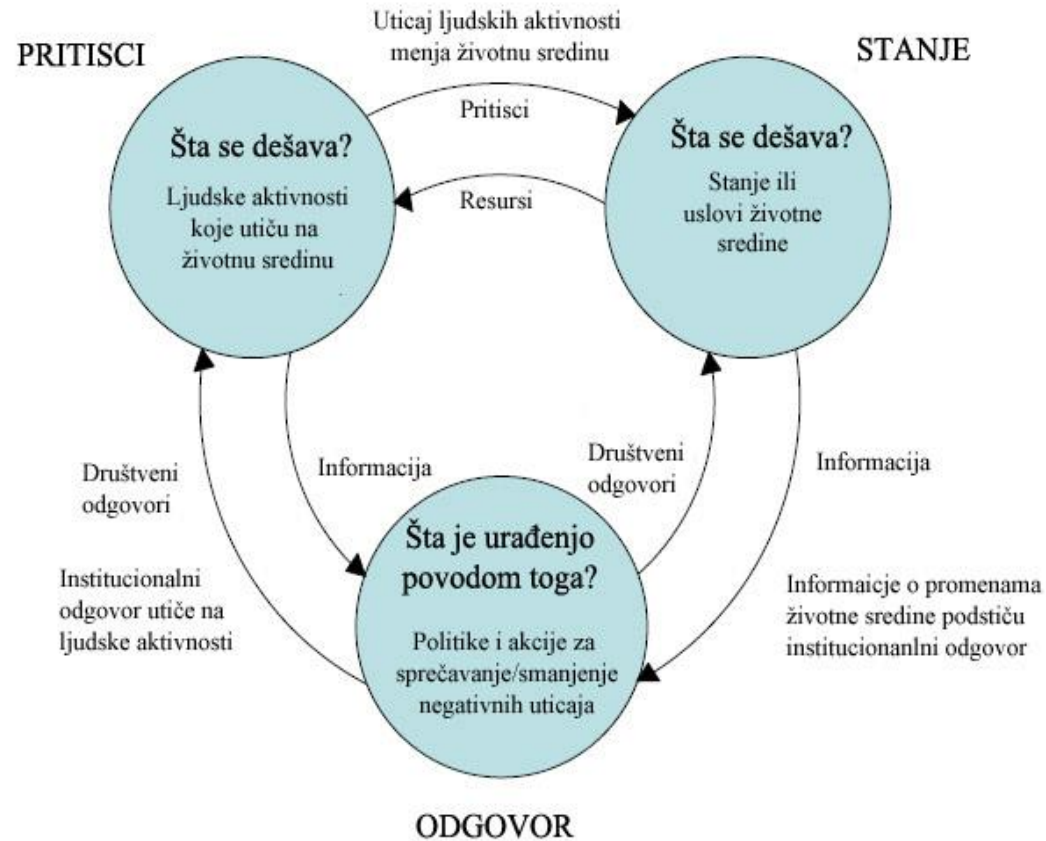 Uticaj ljudskih aktivnosti
menja životnu sredinu
PRITISCI
STANJE
Pritisci
Šta se dešava?
Ljudske aktivnosti
koje utiču na
životnu sredinu
Resursi
Šta se dešava?
Stanje ili
uslovi životne
sredine
Društveni
odgovori
Informacija
Društveni
odgovori
Informacija
Institucionalni
odgovor utiče na
ljudske aktivnosti
Šta je urađenjo
povodom toga?
Politike i akcije za
sprečavanje/smanjenje
negativnih uticaja
Informaicje o promenama
životne sredine podstiču
institucionanlni odgovor
ODGOVOR